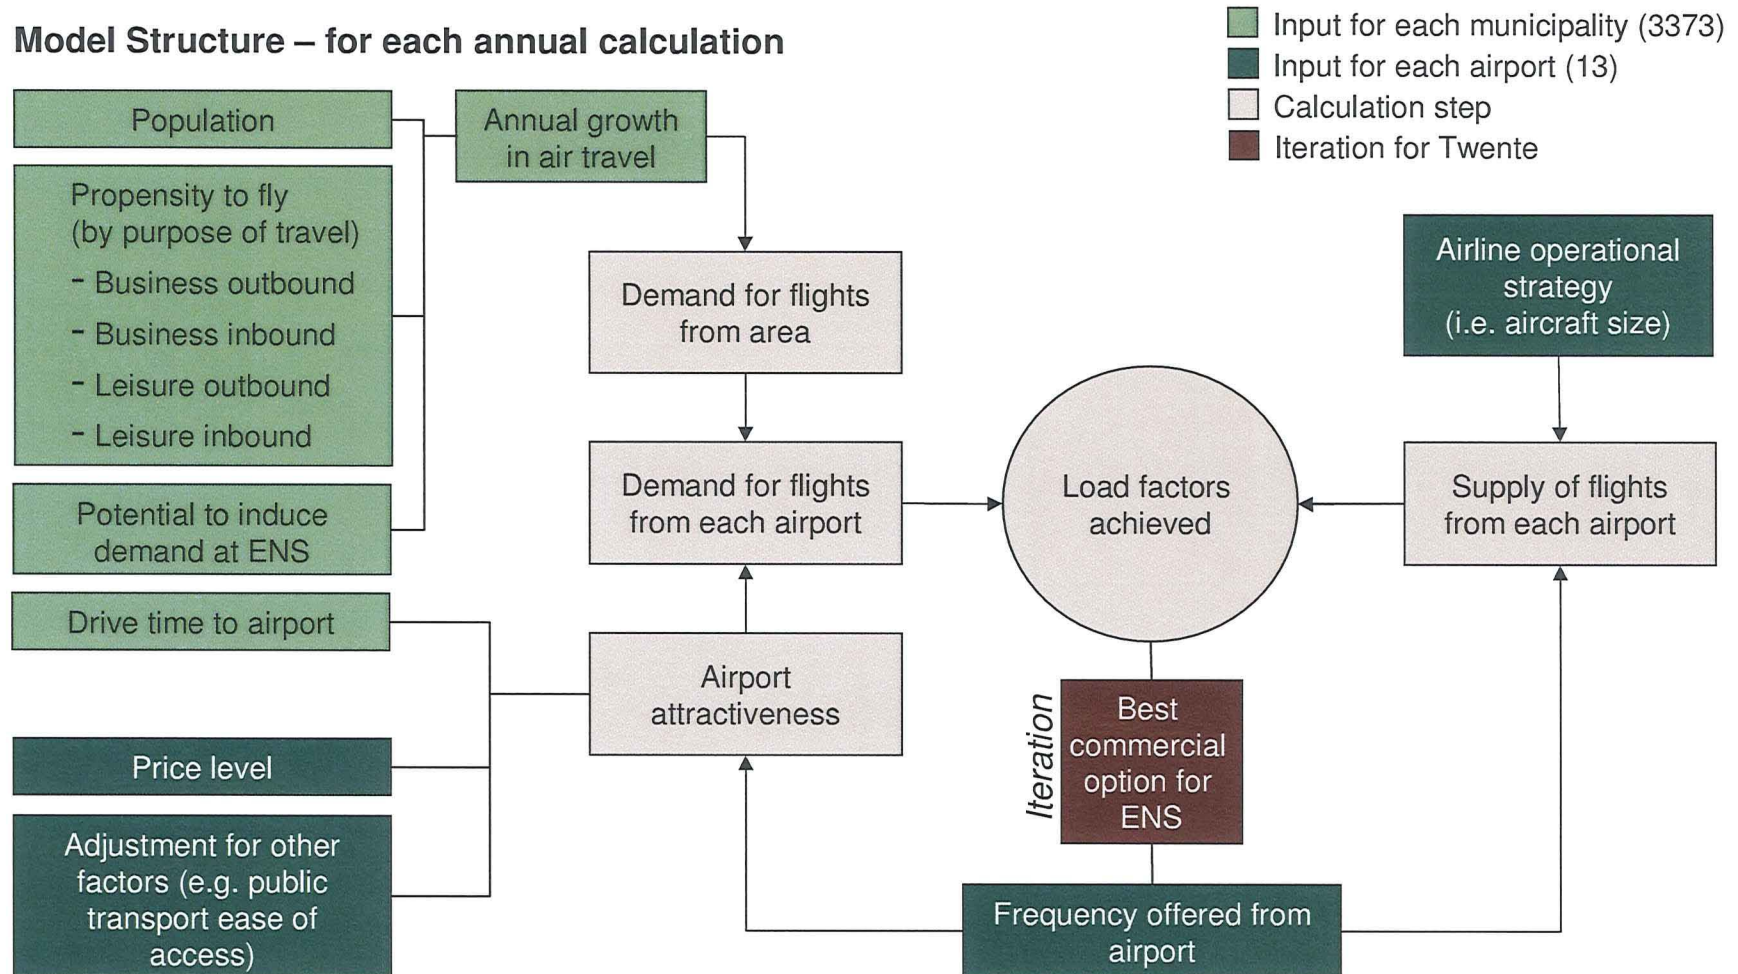 Model Structure – for each annual calculation
Input for each municipality (3373)
Input for each airport (13)
Calculation step
Iteration for Twente
Population
Propensity to fly
(by purpose of travel)
- Business outbound
- Business inbound
- Leisure outbound
- Leisure inbound
Potential to induce
demand at ENS
Drive time to airport
Price level
Adjustment for other
factors (e.g. public
transport ease of
access)
Annual growth
in air travel
Demand for flights
from area
Demand for flights
from each airport
Airport
attractiveness
Load factors
achieved
Iteration
Best
commercial
option for
ENS
Frequency offered from
airport
Airline operational
strategy
(i.e. aircraft size)
Supply of flights
from each airport